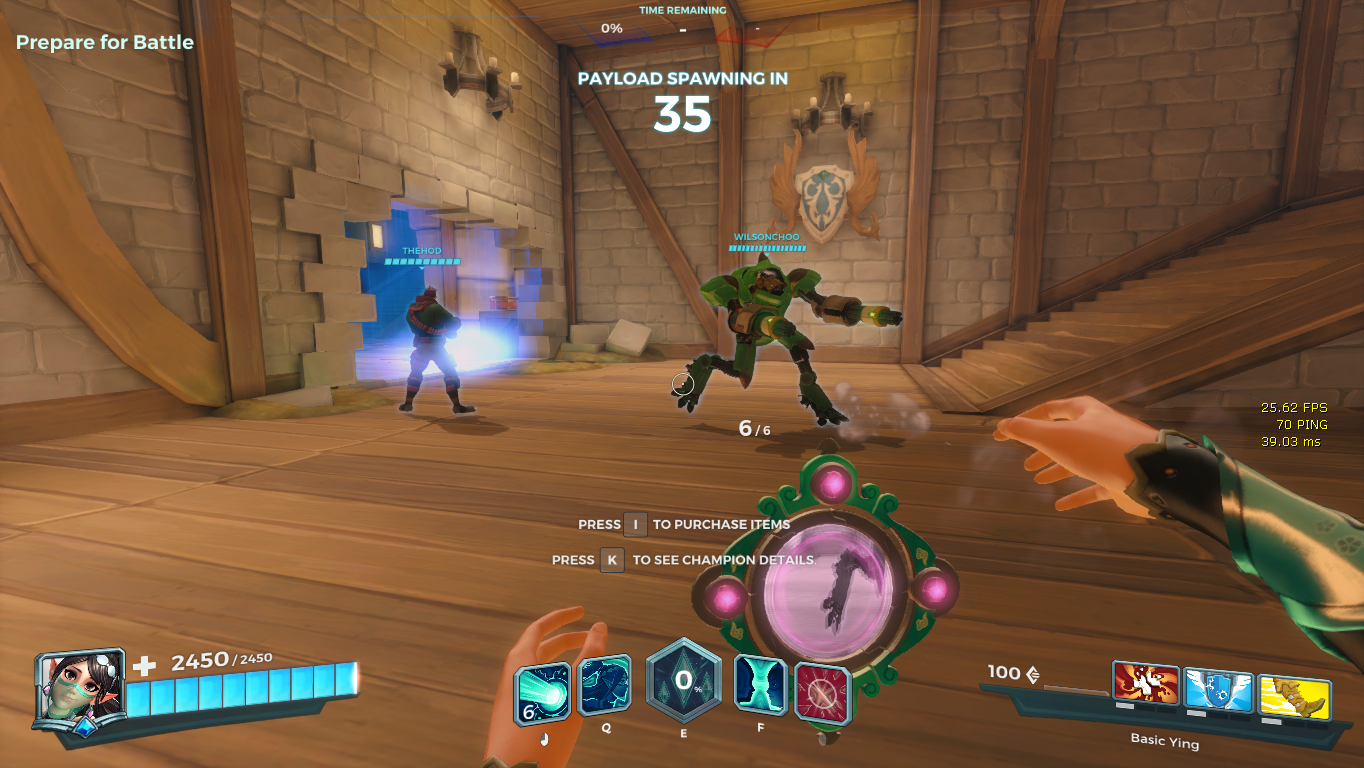 TIME REMAINING
0% - -
Prepare for Battle
PAYLOAD SPAWNING IN
35
THEHOD
WILSONCHOO
25.62 FPS
70 PING
39.03 ms
6/6
PRESS I TO PURCHASE ITEMS
PRESS K TO SEE CHAMPION DETAILS.
2450/2450
100
6
0%
Q
E
F
Basic Ying